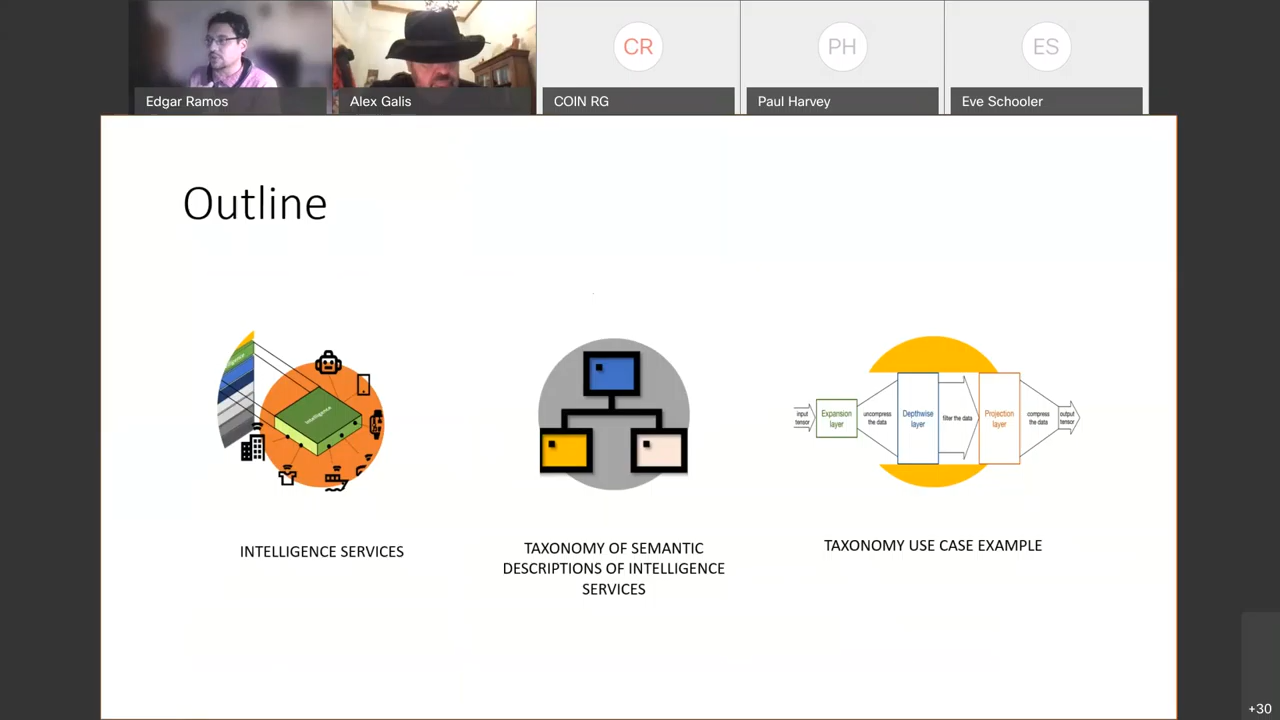 Edgar Ramos
Alex Galis
CR
COIN RG
PH
Paul Harvey
ES
Eve Schooler
Outline
Intelligence
input
tensor
Expansion
layer
uncompress
the data
Depthwise
layer
filter the data
Projection
layer
compress
the data
output
tensor
INTELLIGENCE SERVICES
TAXONOMY OF SEMANTIC
DESCRIPTIONS OF INTELLIGENCE
SERVICES
TAXONOMY USE CASE EXAMPLE
+30